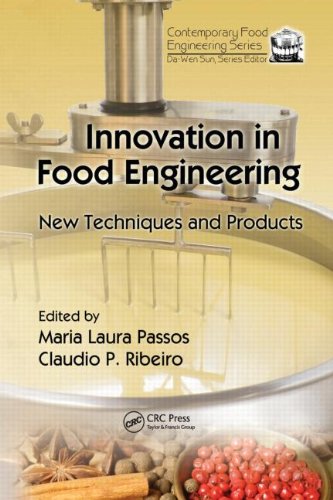 Contemporary Food
Engineering Series
Da-Wen Sun, Series Editor
Innovation in
Food Engineering
New Techniques and Products
Edited by
Maria Laura Passos
Claudio P. Ribeiro
CRC
CRC Press
Taylor & Francis Group